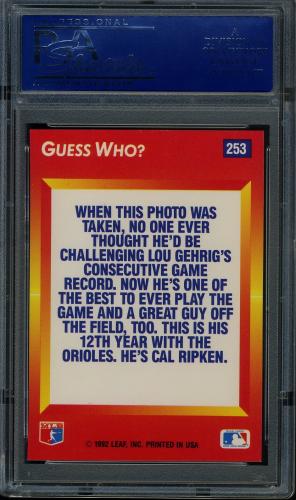 GUESS WHO?
253
WHEN THIS PHOTO WAS
TAKEN, NO ONE EVER
THOUGHT HE'D BE
CHALLENGING LOU GEHRIG'S
CONSECUTIVE GAME
RECORD. NOW HE'S ONE OF
THE BEST TO EVER PLAY THE
GAME AND A GREAT GUY OFF
THE FIELD, TOO. THIS IS HIS
12TH YEAR WITH THE
ORIOLES. HE'S CAL RIPKEN.
© 1992 LEAF, INC. PRINTED IN USA